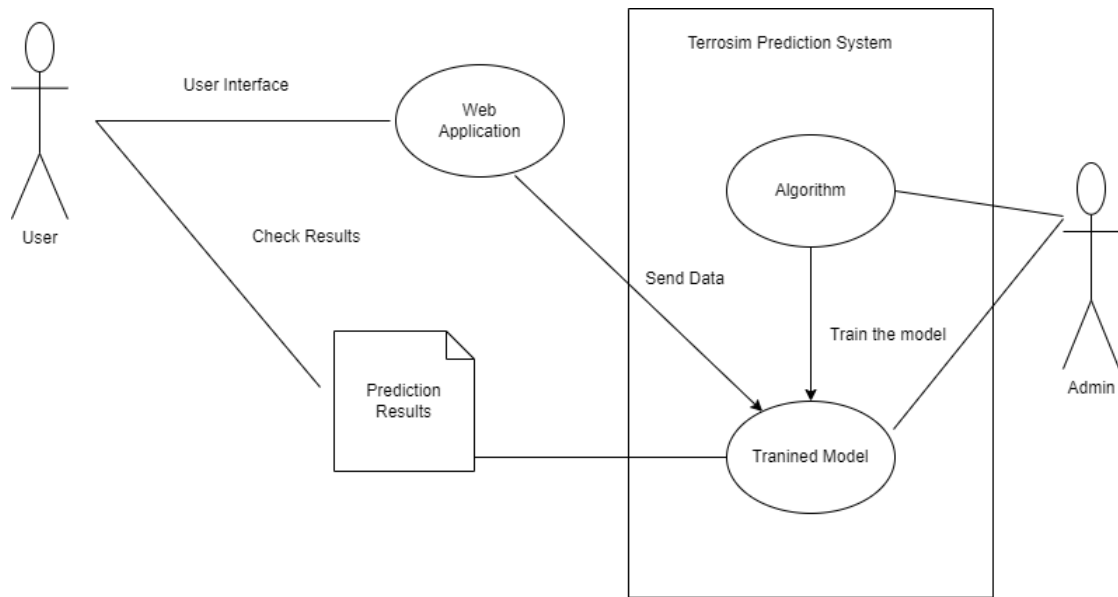 Terrosim Prediction System
User Interface
Web
Application
Algorithm
User
Check Results
Send Data
Train the model
Admin
Prediction
Results
Tranined Model